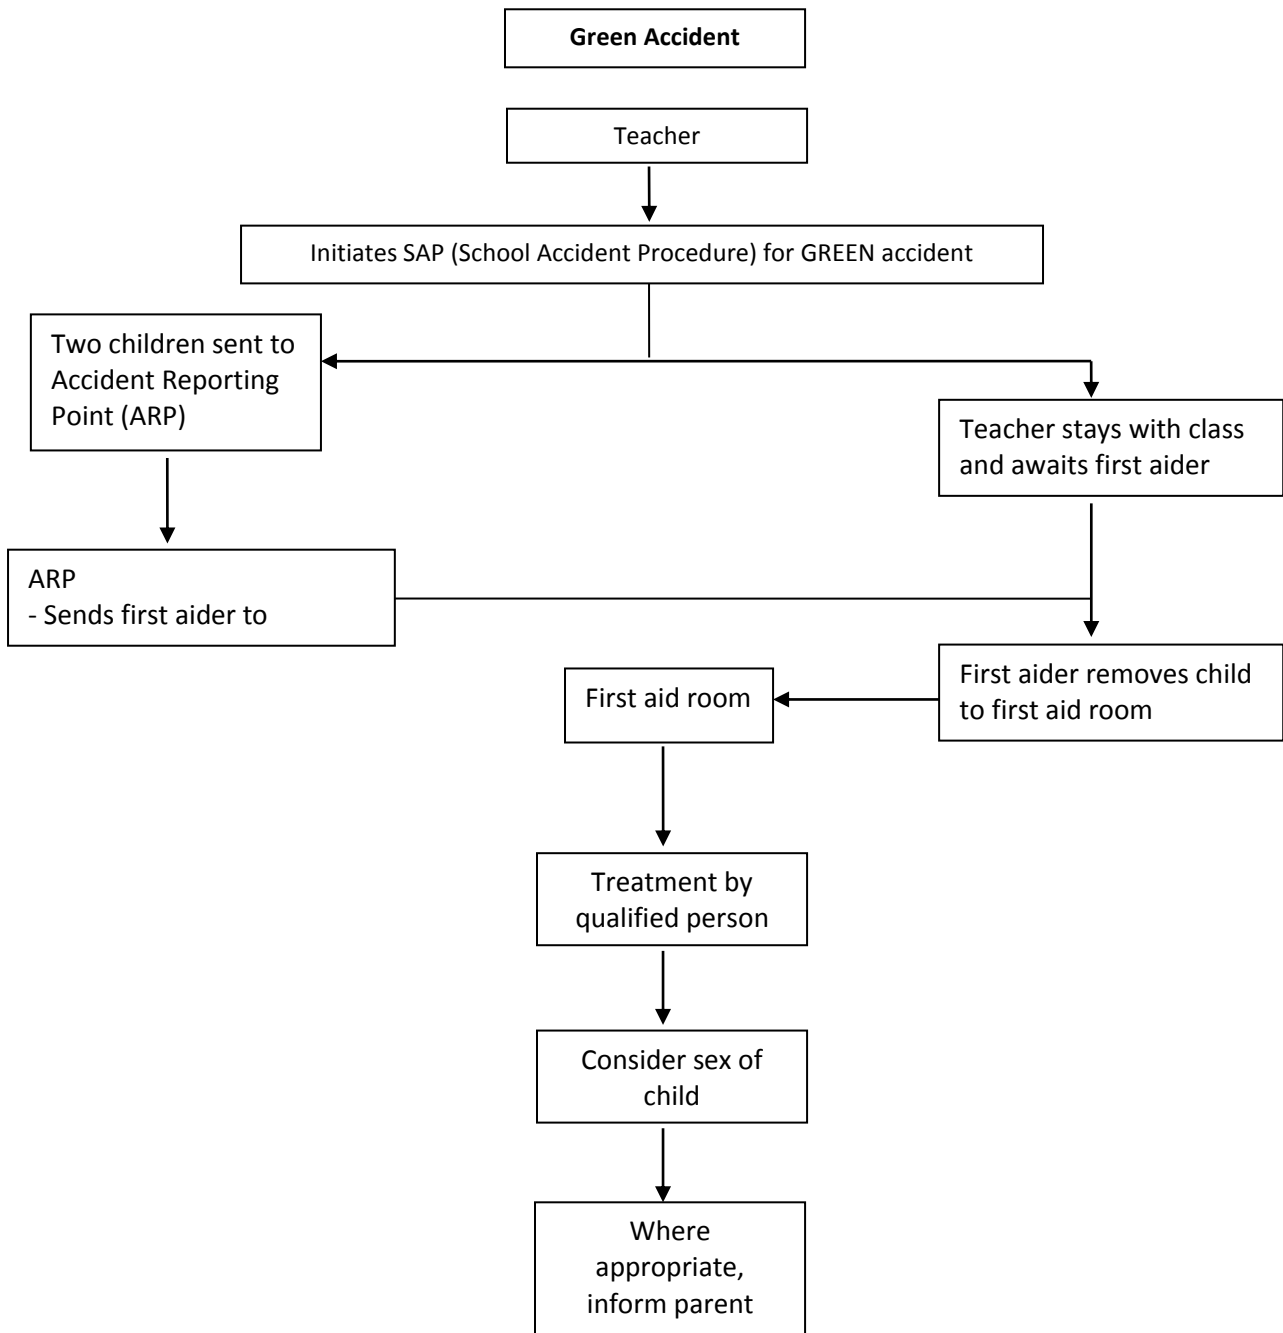 Green Accident
Teacher
Initiates SAP (School Accident Procedure) for GREEN accident
Two children sent to
Accident Reporting
Point (ARP)
Teacher stays with class
and awaits first aider
ARP
- Sends first aider to
First aider removes child
to first aid room
First aid room
Treatment by
qualified person
Consider sex of
child
Where
appropriate,
inform parent